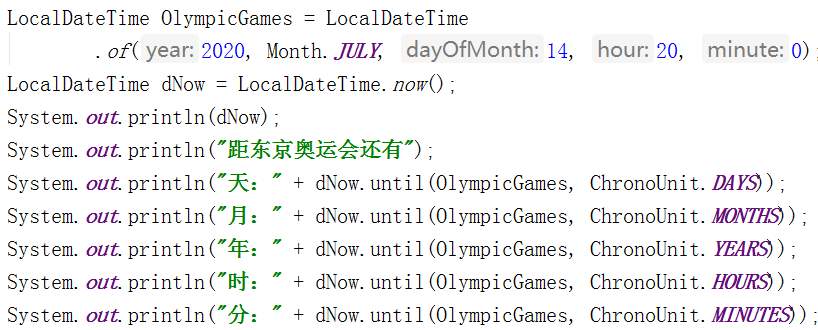 LocalDateTime OlympicGames = LocalDateTime
.of( year: 2020, Month.JULY, dayOfMonth: 14, hour: 20, minute: 0);
LocalDateTime dNow = LocalDateTime.now();
System.out.println(dNow);
System.out.println("距东京奥运会还有");
System.out.println("天：" + dNow.until(OlympicGames, ChronoUnit.DAYS));
System.out.println("月：" + dNow.until(OlympicGames, ChronoUnit.MONTHS));
System.out.println("年：" + dNow.until(OlympicGames, ChronoUnit.YEARS));
System.out.println("时：" + dNow.until(OlympicGames, ChronoUnit.HOURS));
System.out.println("分：" + dNow.until(OlympicGames, ChronoUnit.MINUTES));